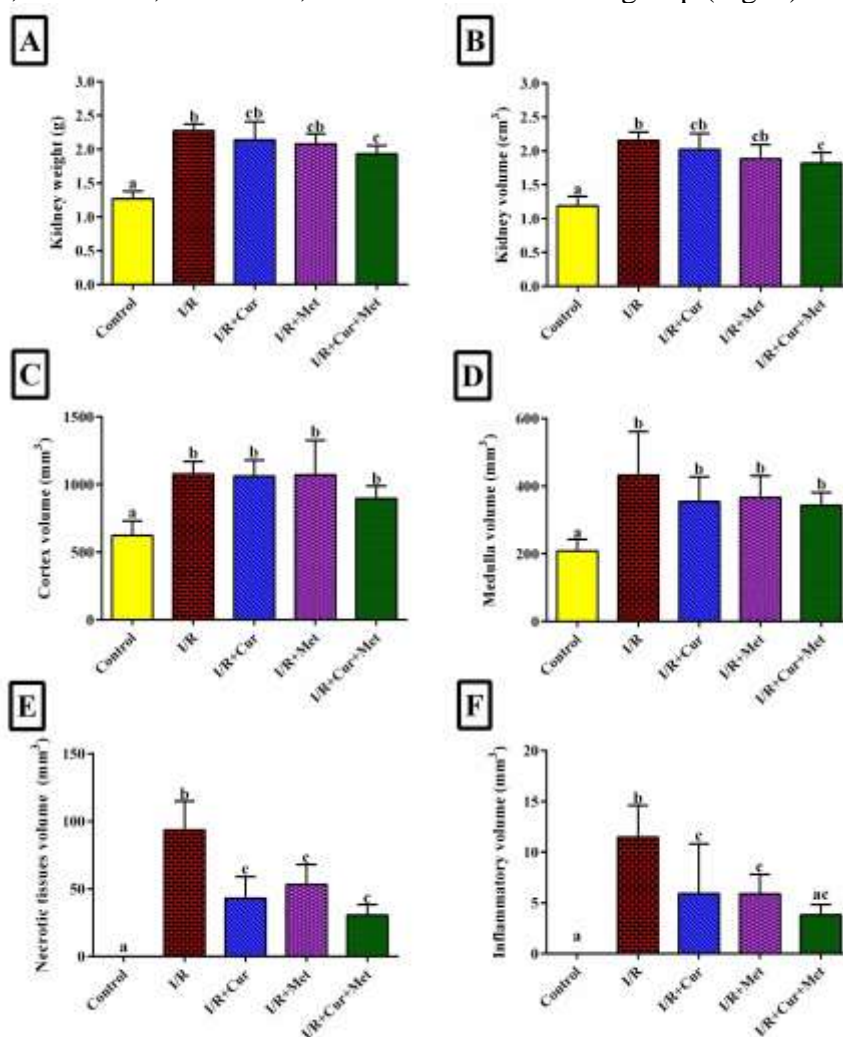 A
Kidney weight (g)
3.0
2.5
2.0
1.5
1.0
0.5
0.0
a
b
cb
cb
c
Control
I/R
I/R+Cur
I/R+Met
I/R+Cur+Met
B
Kidney volume (cm³)
3.0
2.5
2.0
1.5
1.0
0.5
0.0
a
b
cb
cb
c
Control
I/R
I/R+Cur
I/R+Met
I/R+Cur+Met
C
Cortex volume (mm³)
1500
1000
500
0
a
b
b
b
b
Control
I/R
I/R+Cur
I/R+Met
I/R+Cur+Met
D
Medulla volume (mm³)
600
400
200
0
a
b
b
b
b
Control
I/R
I/R+Cur
I/R+Met
I/R+Cur+Met
E
Necrotic tissues volume (mm³)
150
100
50
0
a
b
c
c
c
Control
I/R
I/R+Cur
I/R+Met
I/R+Cur+Met
F
Inflammatory volume (mm³)
20
15
10
5
0
a
b
c
c
ac
Control
I/R
I/R+Cur
I/R+Met
I/R+Cur+Met